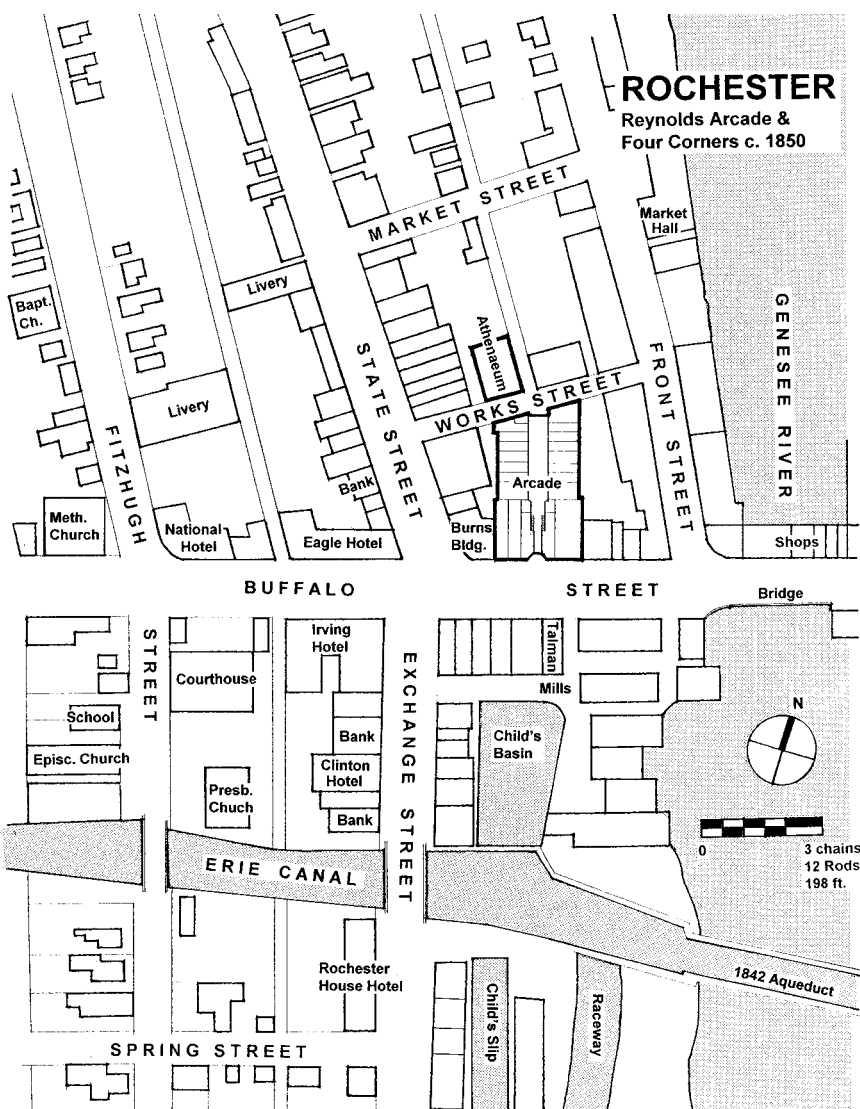 ROCHESTER
Reynolds Arcade &
Four Corners c. 1850
MARKET STREET
Market
Hall
Livery
Bapt.
Ch.
GENESEE RIVER
Athenaeum
STATE STREET
FRONT STREET
WORKS STREET
Livery
FITZHUGH
Bank
Arcade
Meth.
Church
National
Hotel
Eagle Hotel
Burns
Bldg.
Shops
BUFFALO STREET
Bridge
STREET
Irving
Hotel
Talman
EXCHANGE STREET
Courthouse
Mills
N
School
Bank
Child's
Basin
Episc. Church
Clinton
Hotel
Presb.
Chuch
Bank
0
3 chains
12 Rods
198 ft.
ERIE CANAL
Rochester
House Hotel
1842 Aqueduct
Child's Slip
Raceway
SPRING STREET